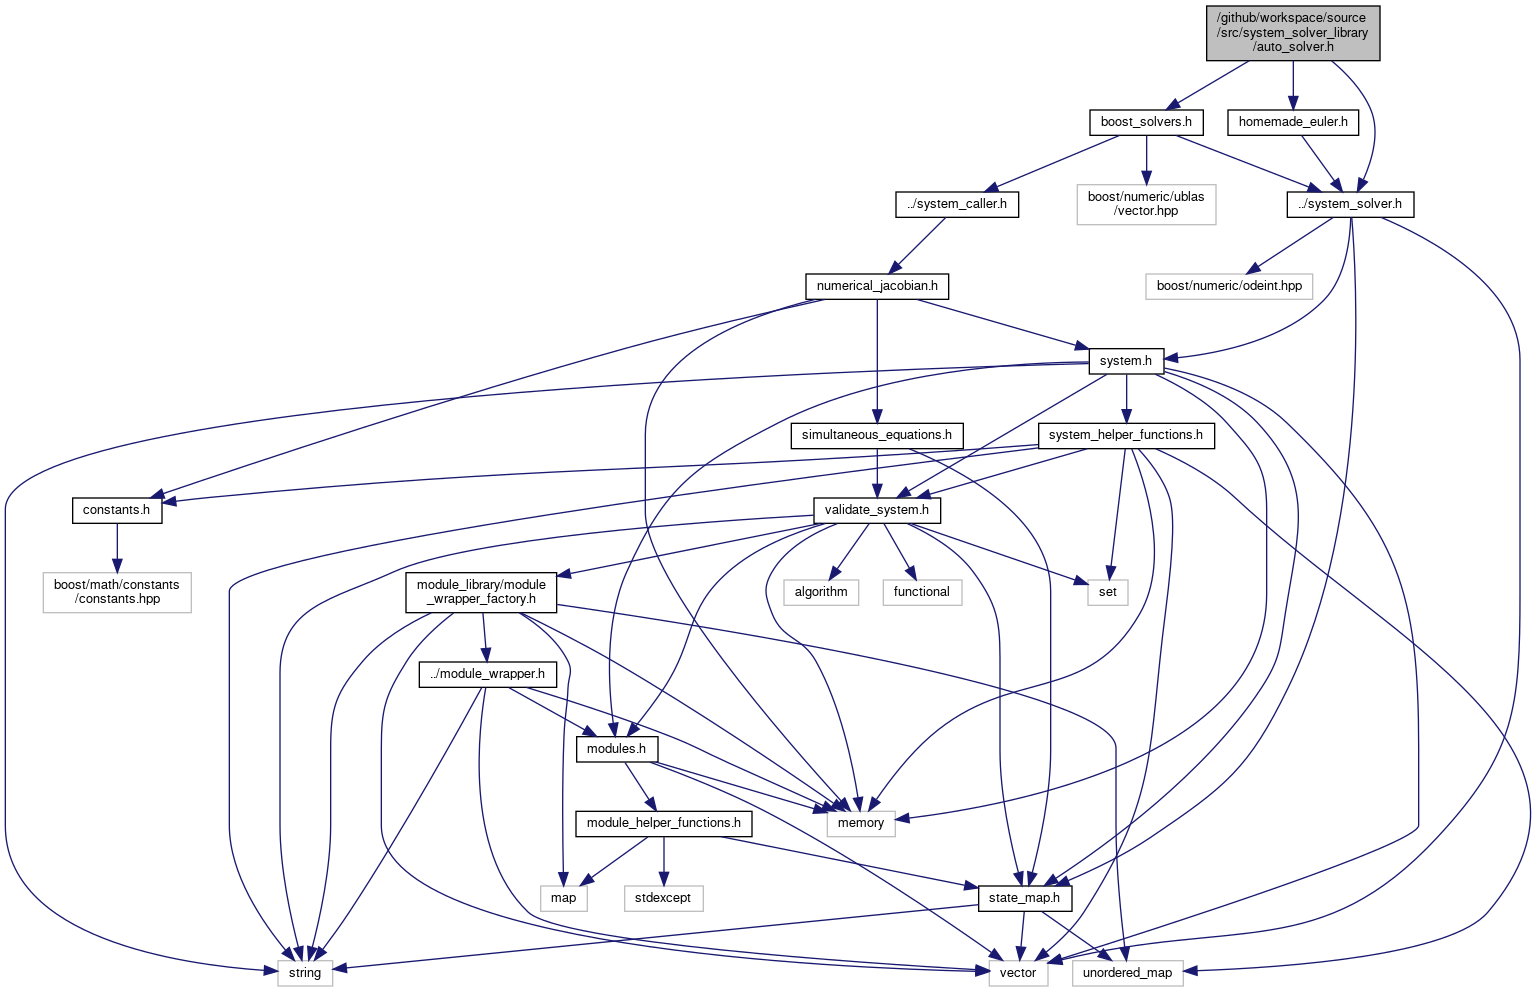 /github/workspace/source
/src/system_solver_library
/auto_solver.h
boost_solvers.h
homemade_euler.h
../system_caller.h
boost/numeric/ublas
/vector.hpp
../system_solver.h
numerical_jacobian.h
boost/numeric/odeint.hpp
system.h
simultaneous_equations.h
system_helper_functions.h
constants.h
validate_system.h
boost/math/constants
/constants.hpp
module_library/module
_wrapper_factory.h
algorithm
functional
set
../module_wrapper.h
modules.h
module_helper_functions.h
memory
map
stdexcept
state_map.h
string
vector
unordered_map